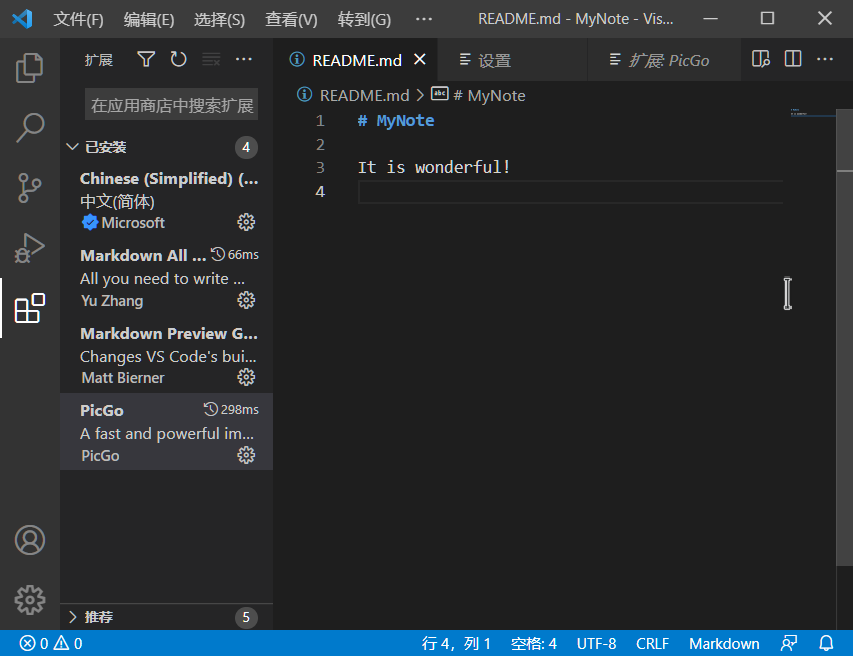 文件(F) 编辑(E) 选择(S) 查看(V) 转到(G) ··· README.md - MyNote - Vis...
扩展 ···
在应用商店中搜索扩展
已安装 4
Chinese (Simplified) (...
中文(简体)
Microsoft
Markdown All ... 66ms
All you need to write ...
Yu Zhang
Markdown Preview G...
Changes VS Code's bui...
Matt Bierner
PicGo 298ms
A fast and powerful im...
PicGo
推荐 5
README.md 设置 扩展: PicGo ···
README.md > # MyNote
1 # MyNote
2
3 It is wonderful!
4
0 0 行 4，列 1 空格: 4 UTF-8 CRLF Markdown